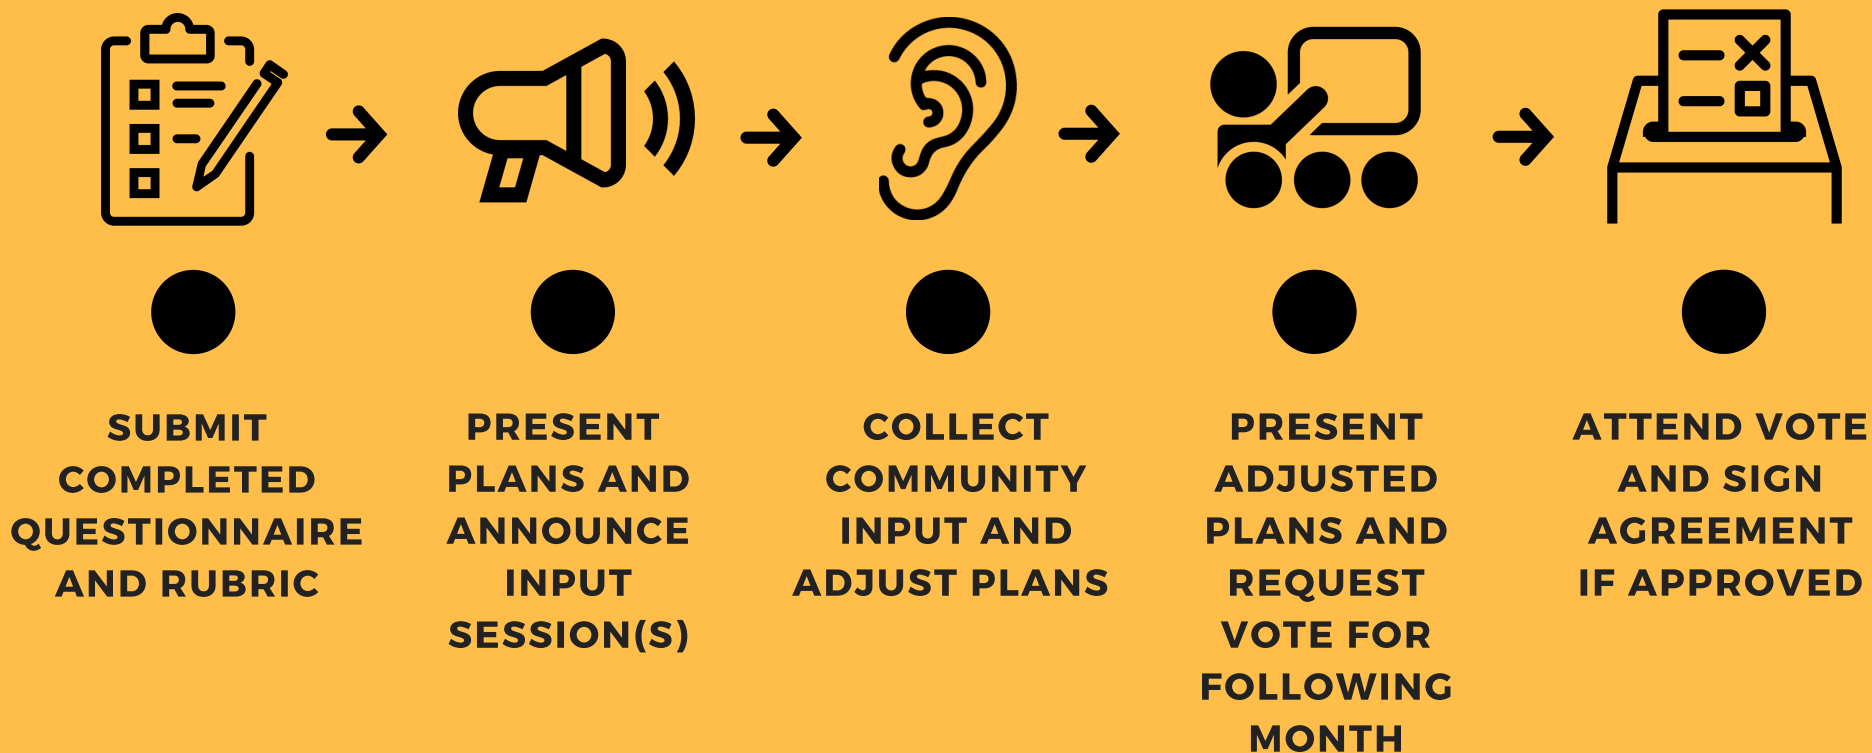 SUBMIT
COMPLETED
QUESTIONNAIRE
AND RUBRIC
PRESENT
PLANS AND
ANNOUNCE
INPUT
SESSION(S)
COLLECT
COMMUNITY
INPUT AND
ADJUST PLANS
PRESENT
ADJUSTED
PLANS AND
REQUEST
VOTE FOR
FOLLOWING
MONTH
ATTEND VOTE
AND SIGN
AGREEMENT
IF APPROVED